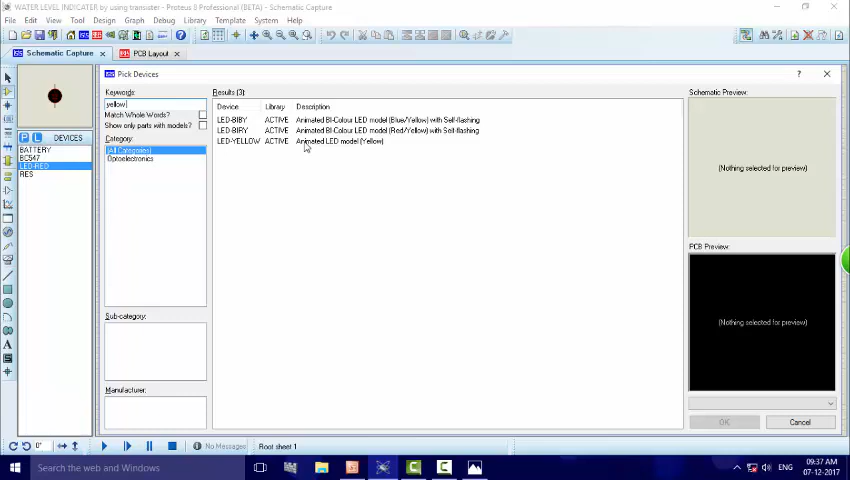 WATER LEVEL INDICATER by using transister - Proteus 8 Professional (BETA) - Schematic Capture
File Edit View Tool Design Graph Debug Library Template System Help
Schematic Capture PCB Layout
Pick Devices
Keywords:
yellow
Match Whole Words?
Show only parts with models?
Category:
(All Categories)
Optoelectronics
Sub-category:
Manufacturer:
P L DEVICES
BATTERY
BC547
LED-RED
RES
Results (3)
Device Library Description
LED-BIBY ACTIVE Animated BI-Colour LED model (Blue/Yellow) with Self-flashing
LED-BIRY ACTIVE Animated BI-Colour LED model (Red/Yellow) with Self-flashing
LED-YELLOW ACTIVE Animated LED model (Yellow)
Schematic Preview:
(Nothing selected for preview)
PCB Preview:
(Nothing selected for preview)
OK Cancel
0° No Messages Root sheet 1
Search the web and Windows
ENG
09:37 AM
07-12-2017